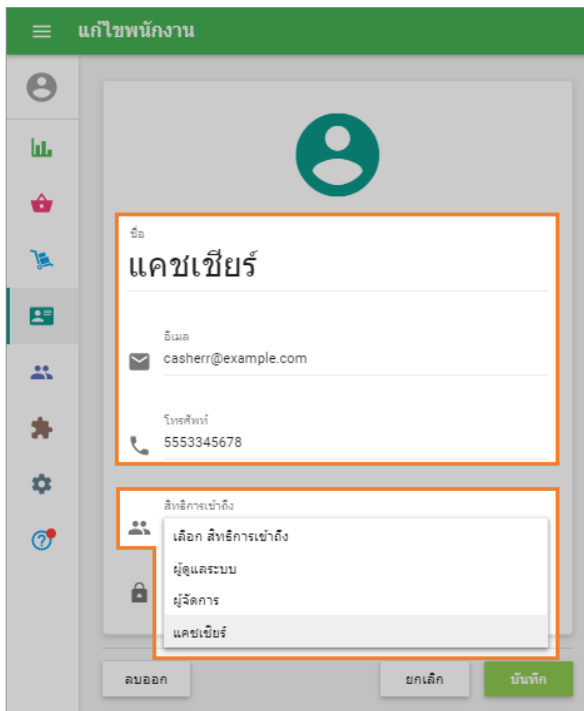 แก้ไขพนักงาน
ชื่อ
แคชเชียร์
อีเมล
casherr@example.com
โทรศัพท์
5553345678
สิทธิการเข้าถึง
เลือก สิทธิการเข้าถึง
ผู้ดูแลระบบ
ผู้จัดการ
แคชเชียร์
ลบออก
ยกเลิก
บันทึก